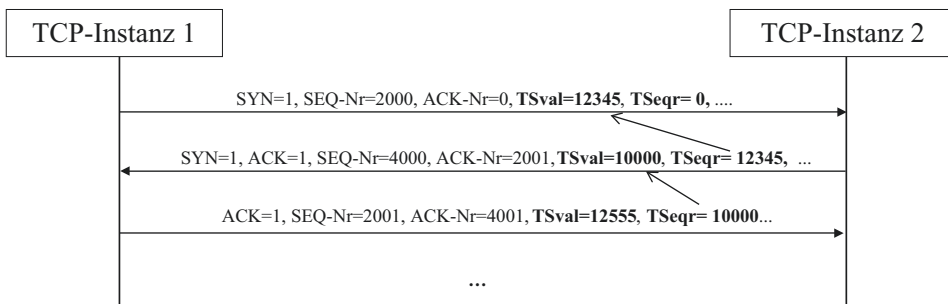 TCP-Instanz 1
TCP-Instanz 2
SYN=1, SEQ-Nr=2000, ACK-Nr=0, TSval=12345, TSeqr= 0, ....
SYN=1, ACK=1, SEQ-Nr=4000, ACK-Nr=2001, TSval=10000, TSeqr= 12345, ...
ACK=1, SEQ-Nr=2001, ACK-Nr=4001, TSval=12555, TSeqr= 10000...
...